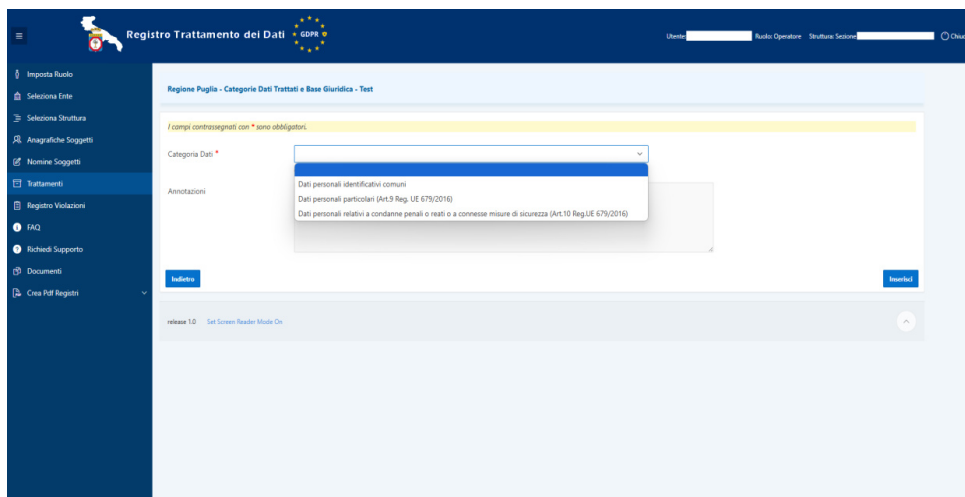 Registro Trattamento dei Dati
GDPR
Utente:
Ruolo: Operatore
Struttura: Sezione
Chiud
Imposta Ruolo
Seleziona Ente
Seleziona Struttura
Anagrafiche Soggetti
Nomine Soggetti
Trattamenti
Registro Violazioni
FAQ
Richiedi Supporto
Documenti
Crea Pdf Registri
Regione Puglia - Categorie Dati Trattati e Base Giuridica - Test
I campi contrassegnati con * sono obbligatori.
Categoria Dati *
Dati personali identificativi comuni
Dati personali particolari (Art.9 Reg. UE 679/2016)
Dati personali relativi a condanne penali o reati o a connesse misure di sicurezza (Art.10 Reg.UE 679/2016)
Annotazioni
Indietro
Inserisci
release 1.0 Set Screen Reader Mode On